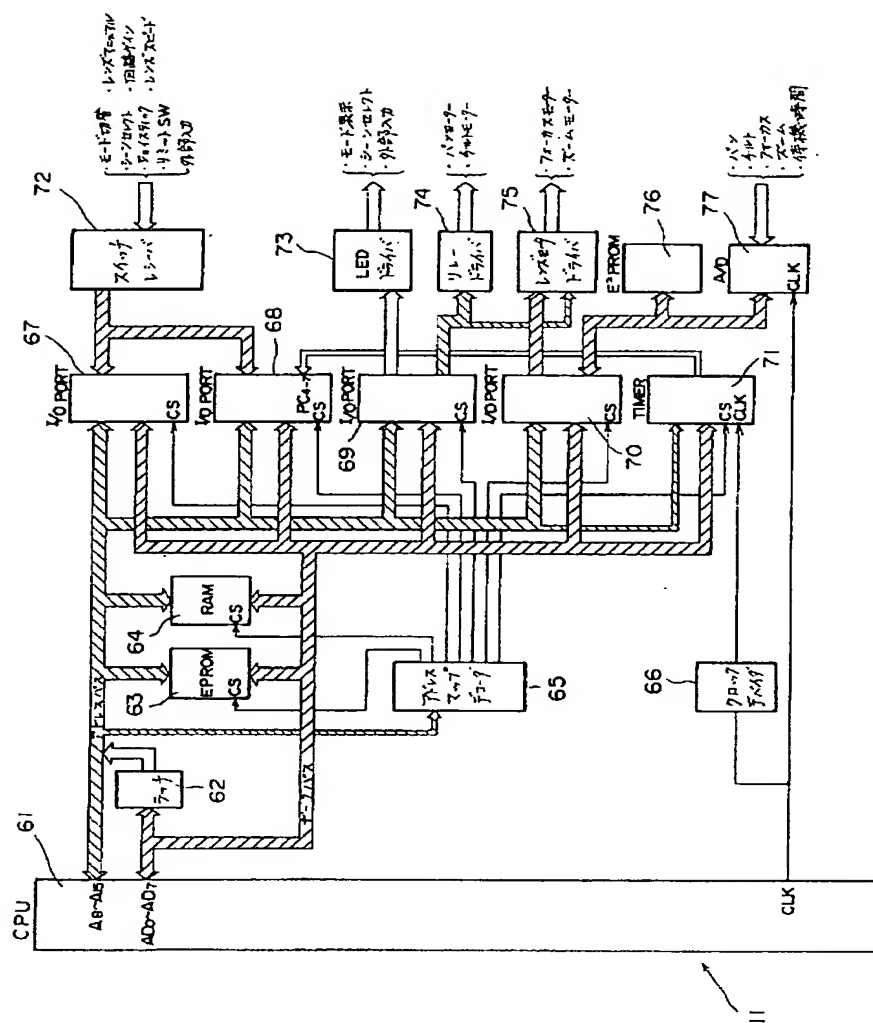 CPU
61
A8~A15
AD0~AD7
CLK
11
ラッチ
62
アドレスバス
データバス
EPROM
CS
63
RAM
CS
64
アドレス
マップ
デコーダ
65
クロック
デバイダ
66
I/O PORT
CS
67
I/O PORT
PC4-7
CS
68
I/O PORT
CS
69
I/O PORT
CS
70
TIMER
CS
CLK
71
スイッチ
レシーバ
72
・モード切替
・シーンセレクト
・ジョイスティック
・リミットSW
外部入力
・レンズマニュアル
・レンズスピード
LED
ドライバ
73
・モード表示
・シーンセレクト
・外部入力
リレー
ドライバ
74
・パンモーター
・チルトモーター
レンズモータ
ドライバ
75
・フォーカスモーター
・ズームモーター
E²PROM
76
A/D
CLK
77
・パン
・チルト
・フォーカス
・ズーム
・待機時間